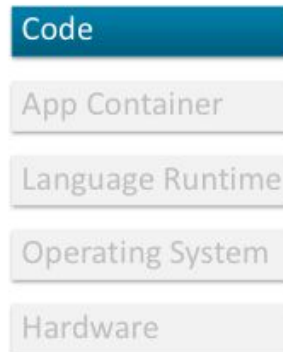 Code
App Container
Language Runtime
Operating System
Hardware